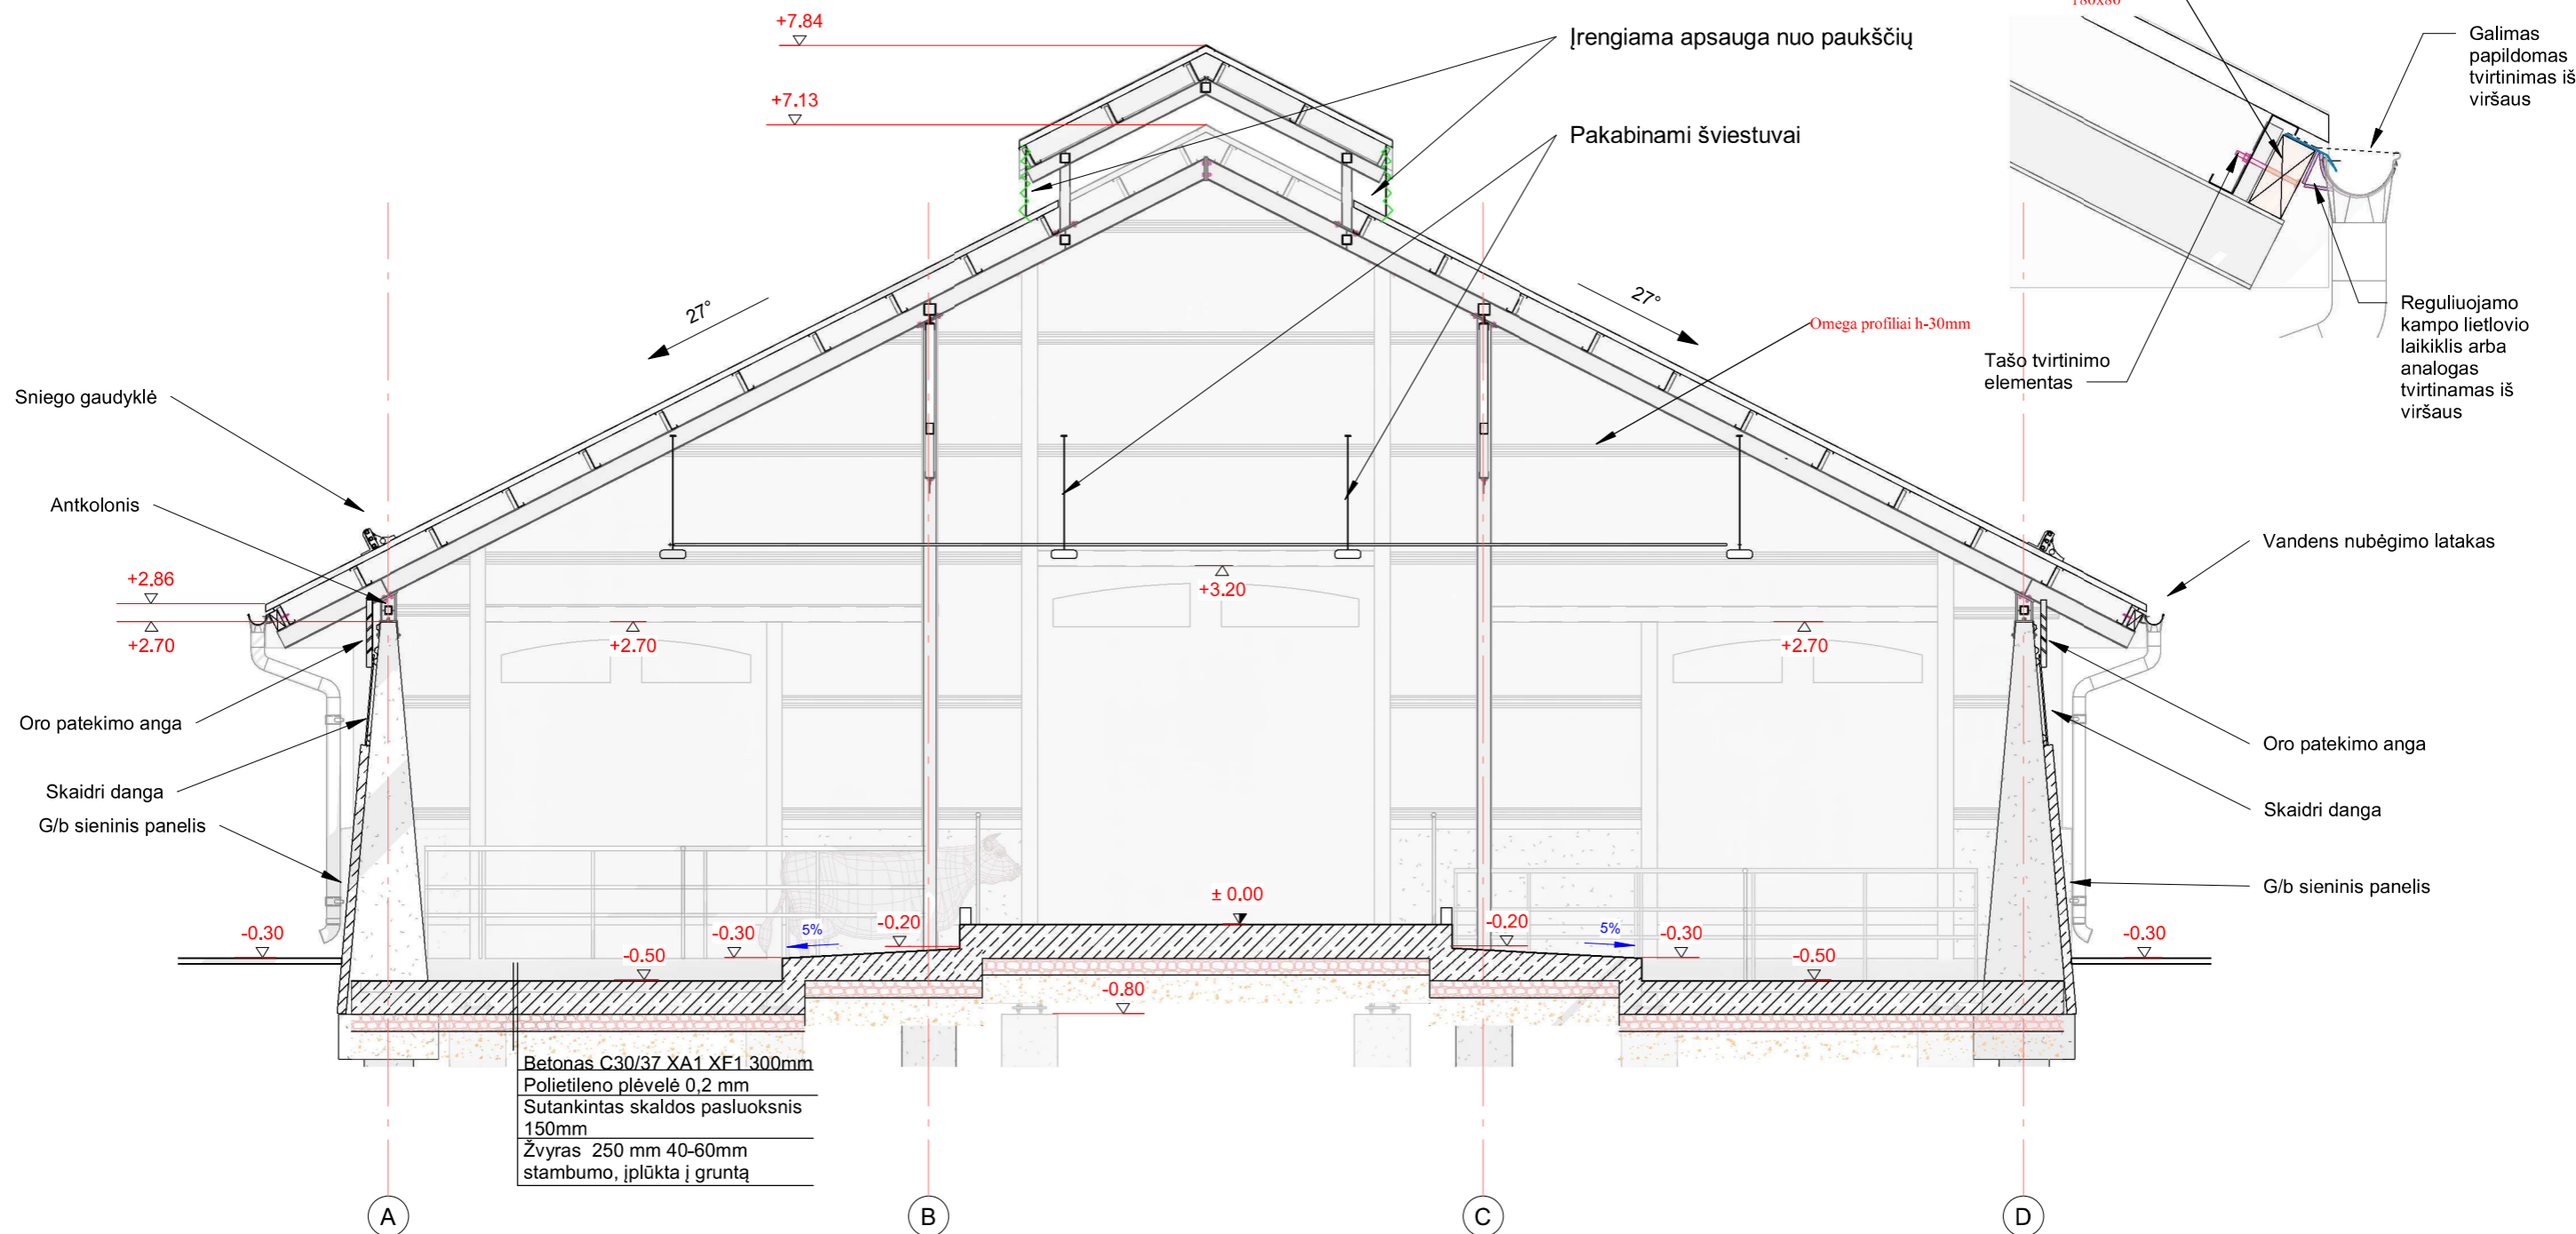 +7.84
+7.13
Įrengiama apsauga nuo paukščių
Pakabinami šviestuvai
180x80
Galimas
papildomas
tvirtinimas iš
viršaus
Reguliuojamo
kampo lietlovio
laikiklis arba
analogas
tvirtinamas iš
viršaus
Tašo tvirtinimo
elementas
27°
27°
Omega profiliai h-30mm
Sniego gaudyklė
Antkolonis
+2.86
+2.70
Oro patekimo anga
Skaidri danga
G/b sieninis panelis
+2.70
+3.20
+2.70
Vandens nubėgimo latakas
Oro patekimo anga
Skaidri danga
G/b sieninis panelis
-0.30
-0.50
-0.30
5%
-0.20
± 0.00
-0.20
5%
-0.30
-0.50
-0.30
-0.80
Betonas C30/37 XA1 XF1 300mm
Polietileno plėvelė 0,2 mm
Sutankintas skaldos pasluoksnis
150mm
Žvyras 250 mm 40-60mm
stambumo, įplūkta į gruntą
A
B
C
D